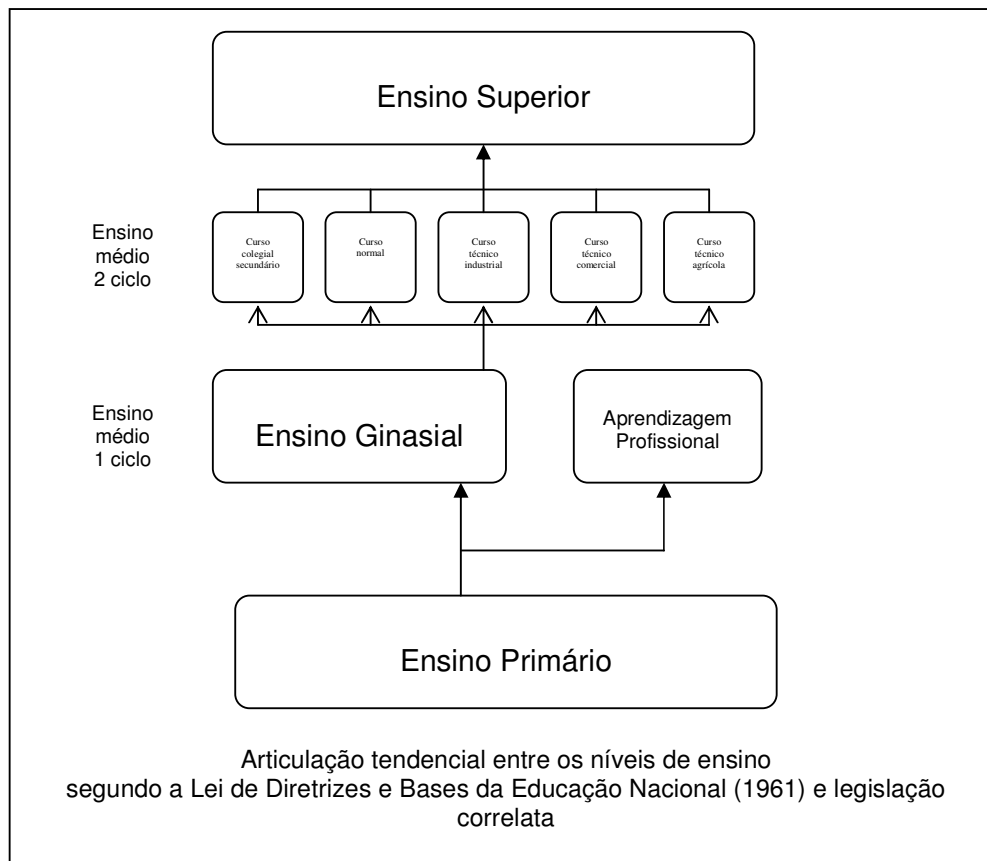 Ensino Superior
Ensino
médio
2 ciclo
Curso
colegial
secundário
Curso
normal
Curso
técnico
industrial
Curso
técnico
comercial
Curso
técnico
agrícola
Ensino
médio
1 ciclo
Ensino Ginasial
Aprendizagem
Profissional
Ensino Primário
Articulação tendencial entre os níveis de ensino
segundo a Lei de Diretrizes e Bases da Educação Nacional (1961) e legislação
correlata